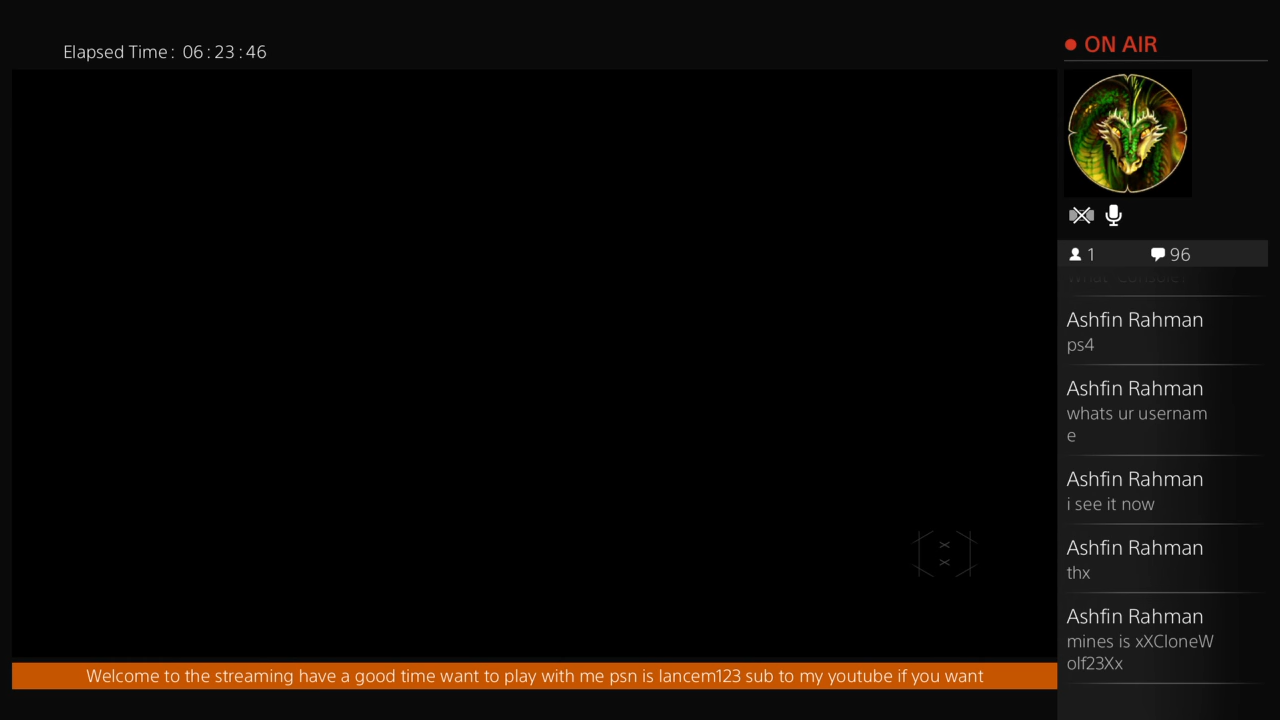 Elapsed Time: 06:23:46
ON AIR
1
96
What Console?
Ashfin Rahman
ps4
Ashfin Rahman
whats ur usernam
e
Ashfin Rahman
i see it now
Ashfin Rahman
thx
Ashfin Rahman
mines is xXCloneW
olf23Xx
Welcome to the streaming have a good time want to play with me psn is lancem123 sub to my youtube if you want